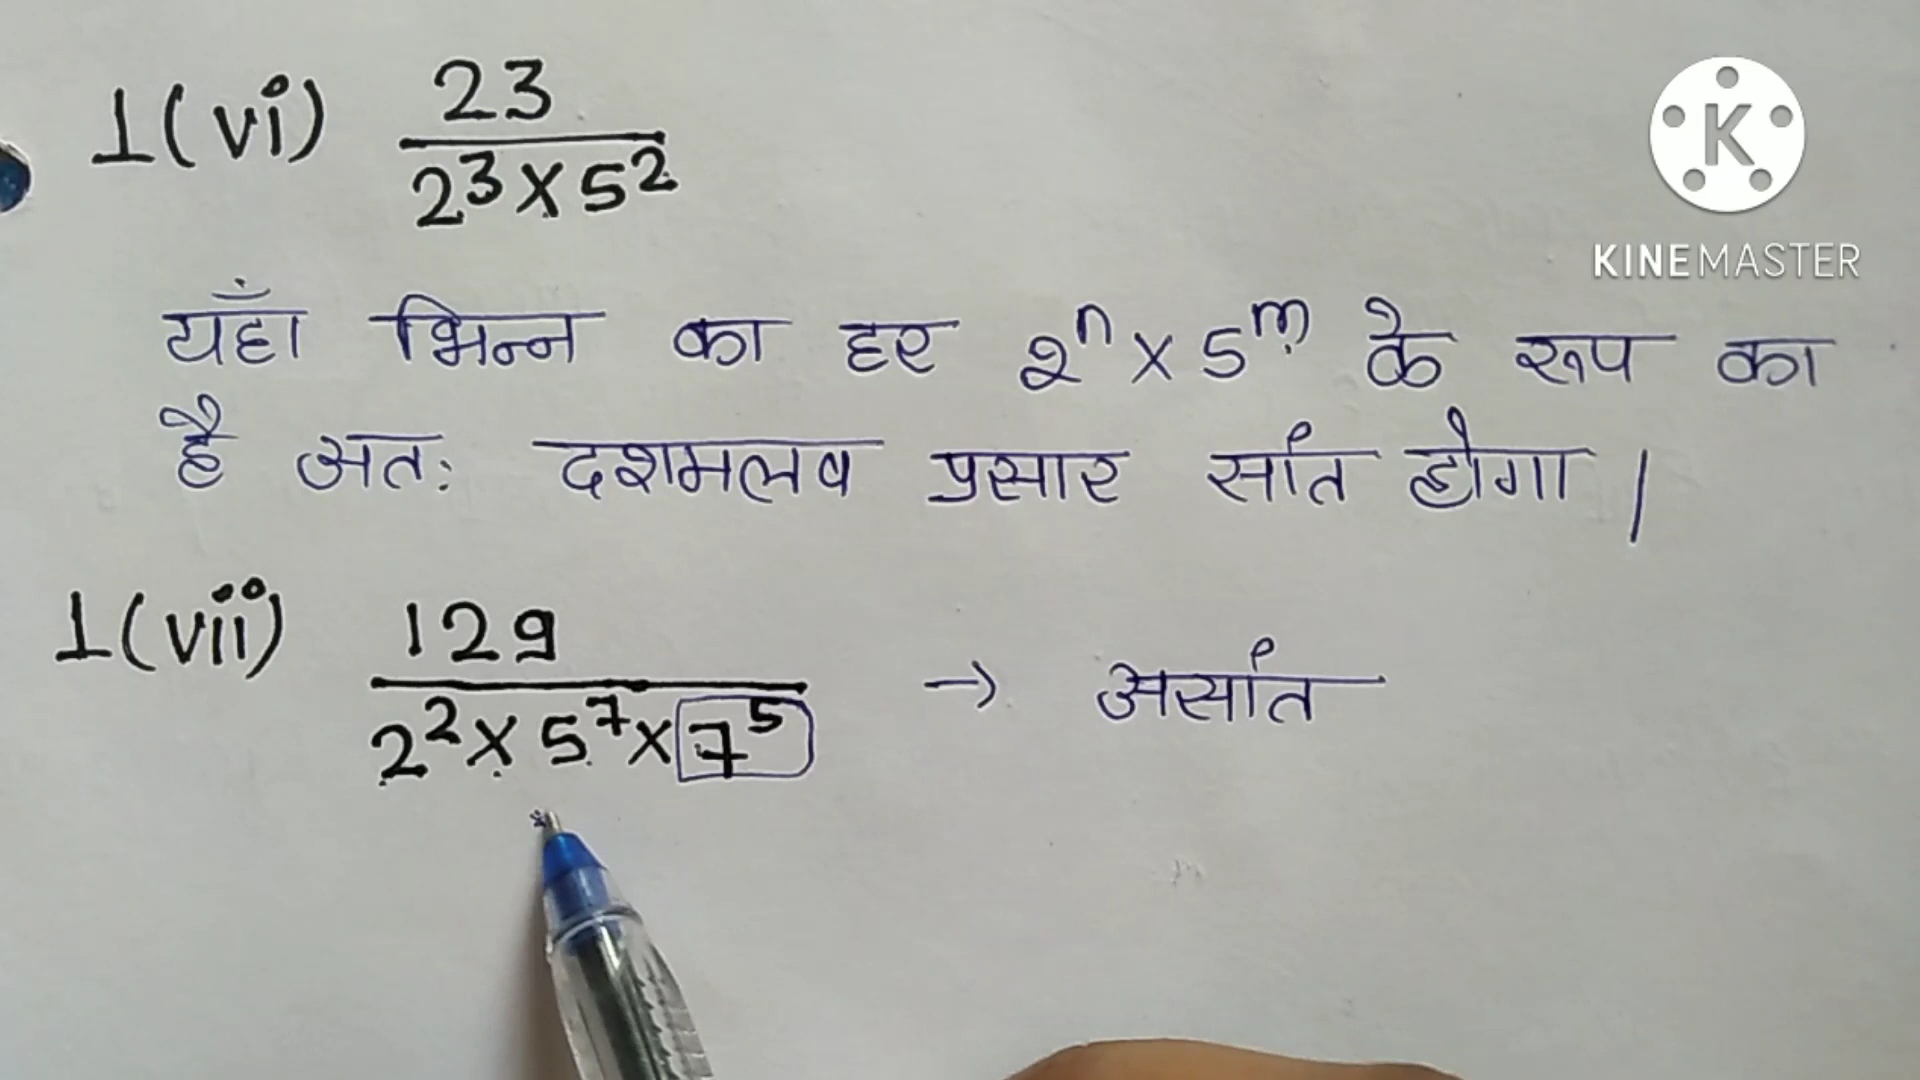 1(vi) 23
2³ × 5²
K
KINEMASTER
यहाँ भिन्न का हर 2ⁿ × 5ᵐ के रूप का
है अतः दशमलव प्रसार सांत होगा |
1(vii) 129
2² × 5⁷ × 7⁵ → असांत